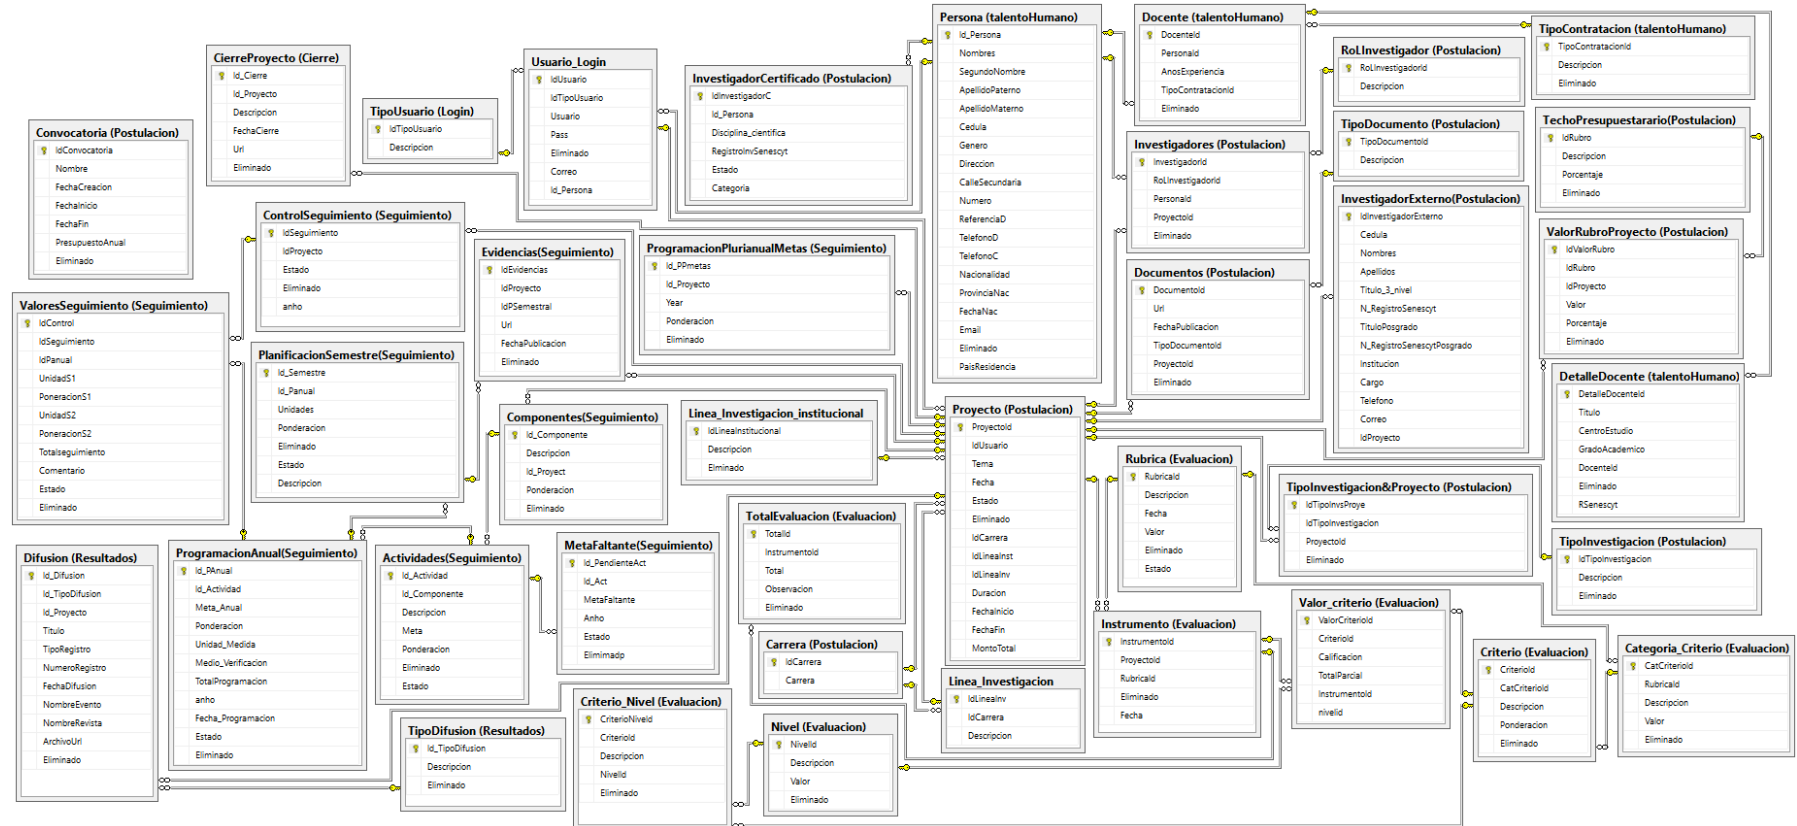 Convocatoria (Postulacion)
IdConvocatoria
Nombre
FechaCreacion
FechaInicio
FechaFin
PresupuestoAnual
Eliminado
CierreProyecto (Cierre)
Id_Cierre
Id_Proyecto
Descripcion
FechaCierre
Url
Eliminado
TipoUsuario (Login)
IdTipoUsuario
Descripcion
Usuario_Login
IdUsuario
IdTipoUsuario
Usuario
Pass
Eliminado
Correo
Id_Persona
InvestigadorCertificado (Postulacion)
IdInvestigadorC
Id_Persona
Disciplina_cientifica
RegistroInvSenescyt
Estado
Categoria
Persona (talentoHumano)
Id_Persona
Nombres
SegundoNombre
ApellidoPaterno
ApellidoMaterno
Cedula
Genero
Direccion
CalleSecundaria
Numero
ReferenciaD
TelefonoD
TelefonoC
Nacionalidad
ProvinciaNac
FechaNac
Email
Eliminado
PaisResidencia
Docente (talentoHumano)
DocenteId
PersonaId
AnosExperiencia
TipoContratacionId
Eliminado
RoLInvestigador (Postulacion)
RoLInvestigadorId
Descripcion
TipoContratacion (talentoHumano)
TipoContratacionId
Descripcion
Eliminado
TipoDocumento (Postulacion)
TipoDocumentoId
Descripcion
TechoPresupuestarario(Postulacion)
IdRubro
Descripcion
Porcentaje
Eliminado
Investigadores (Postulacion)
InvestigadorId
RoLInvestigadorId
PersonaId
ProyectoId
Eliminado
InvestigadorExterno(Postulacion)
IdInvestigadorExterno
Cedula
Nombres
Apellidos
Titulo_3_nivel
N_RegistroSenescyt
TituloPosgrado
N_RegistroSenescytPosgrado
Institucion
Cargo
Telefono
Correo
IdProyecto
ValorRubroProyecto (Postulacion)
IdValorRubro
IdRubro
IdProyecto
Valor
Porcentaje
Eliminado
ControlSeguimiento (Seguimiento)
IdSeguimiento
IdProyecto
Estado
Eliminado
anho
Evidencias(Seguimiento)
IdEvidencias
IdProyecto
IdPSemestral
Url
FechaPublicacion
Eliminado
ProgramacionPlurianualMetas (Seguimiento)
Id_PPmetas
Id_Proyecto
Year
Ponderacion
Eliminado
Documentos (Postulacion)
DocumentoId
Url
FechaPublicacion
TipoDocumentoId
ProyectoId
Eliminado
ValoresSeguimiento (Seguimiento)
IdControl
IdSeguimiento
IdPanual
UnidadS1
PoneracionS1
UnidadS2
PoneracionS2
Totalseguimiento
Comentario
Estado
Eliminado
PlanificacionSemestre(Seguimiento)
Id_Semestre
Id_Panual
Unidades
Ponderacion
Eliminado
Estado
Descripcion
Componentes(Seguimiento)
Id_Componente
Descripcion
Id_Proyect
Ponderacion
Eliminado
Linea_Investigacion_institucional
IdLineaInstitucional
Descripcion
Eliminado
Proyecto (Postulacion)
ProyectoId
IdUsuario
Tema
Fecha
Estado
Eliminado
IdCarrera
IdLineaInst
IdLineaInv
Duracion
FechaInicio
FechaFin
MontoTotal
DetalleDocente (talentoHumano)
DetalleDocenteId
Titulo
CentroEstudio
GradoAcademico
DocenteId
Eliminado
RSenescyt
Rubrica (Evaluacion)
RubricaId
Descripcion
Fecha
Valor
Eliminado
Estado
TipoInvestigacion&Proyecto (Postulacion)
IdTipoInvsProye
IdTipoInvestigacion
ProyectoId
Eliminado
TipoInvestigacion (Postulacion)
IdTipoInvestigacion
Descripcion
Eliminado
TotalEvaluacion (Evaluacion)
TotalId
InstrumentoId
Total
Observacion
Eliminado
Difusion (Resultados)
Id_Difusion
Id_TipoDifusion
Id_Proyecto
Titulo
TipoRegistro
NumeroRegistro
FechaDifusion
NombreEvento
NombreRevista
ArchivoUrl
Eliminado
ProgramacionAnual(Seguimiento)
Id_PAnual
Id_Actividad
Meta_Anual
Ponderacion
Unidad_Medida
Medio_Verificacion
TotalProgramacion
anho
Fecha_Programacion
Estado
Eliminado
Actividades(Seguimiento)
Id_Actividad
Id_Componente
Descripcion
Meta
Ponderacion
Eliminado
Estado
MetaFaltante(Seguimiento)
Id_PendienteAct
Id_Act
MetaFaltante
Anho
Estado
Elimimadp
Carrera (Postulacion)
IdCarrera
Carrera
Linea_Investigacion
IdLineaInv
IdCarrera
Descripcion
Instrumento (Evaluacion)
InstrumentoId
ProyectoId
RubricaId
Eliminado
Fecha
Valor_criterio (Evaluacion)
ValorCriterioId
CriterioId
Calificacion
TotalParcial
InstrumentoId
nivelid
Criterio (Evaluacion)
CriterioId
CatCriterioId
Descripcion
Ponderacion
Eliminado
Categoria_Criterio (Evaluacion)
CatCriterioId
RubricaId
Descripcion
Valor
Eliminado
TipoDifusion (Resultados)
Id_TipoDifusion
Descripcion
Eliminado
Criterio_Nivel (Evaluacion)
CriterioNiveId
CriterioId
Descripcion
NivelId
Eliminado
Nivel (Evaluacion)
NivelId
Descripcion
Valor
Eliminado